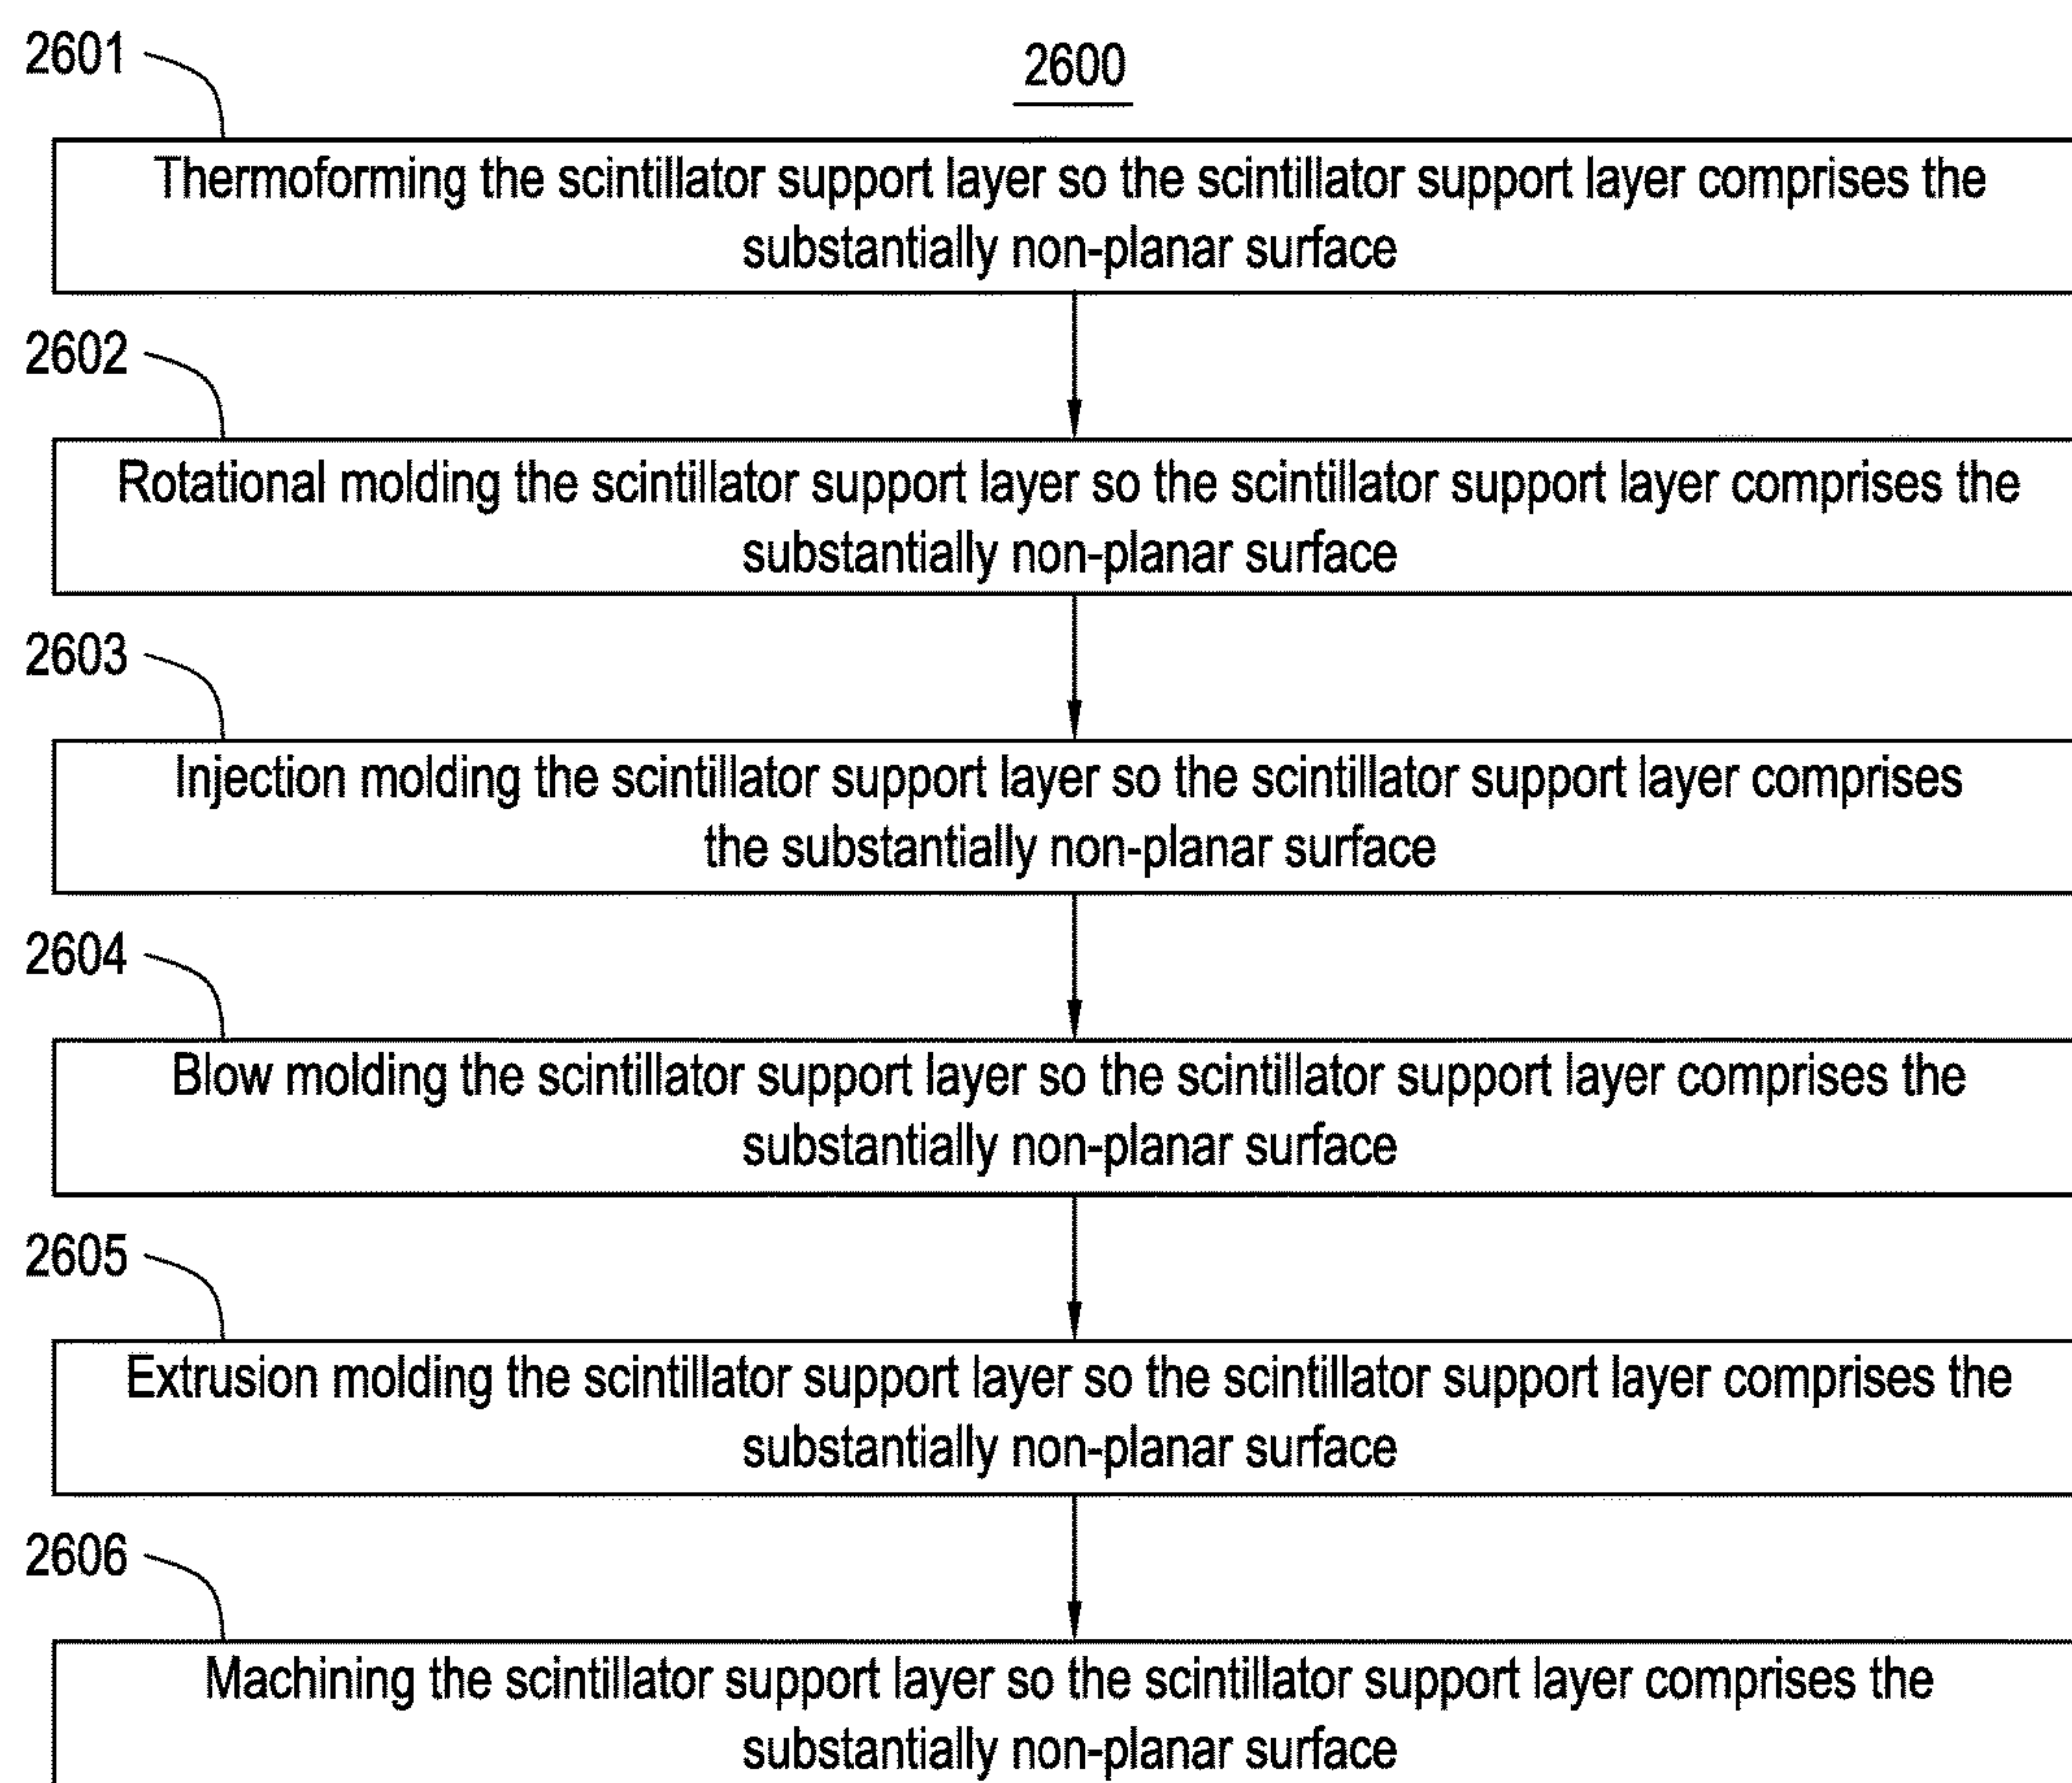 2601
2600
Thermoforming the scintillator support layer so the scintillator support layer comprises the
substantially non-planar surface
2602
Rotational molding the scintillator support layer so the scintillator support layer comprises the
substantially non-planar surface
2603
Injection molding the scintillator support layer so the scintillator support layer comprises
the substantially non-planar surface
2604
Blow molding the scintillator support layer so the scintillator support layer comprises the
substantially non-planar surface
2605
Extrusion molding the scintillator support layer so the scintillator support layer comprises the
substantially non-planar surface
2606
Machining the scintillator support layer so the scintillator support layer comprises the
substantially non-planar surface